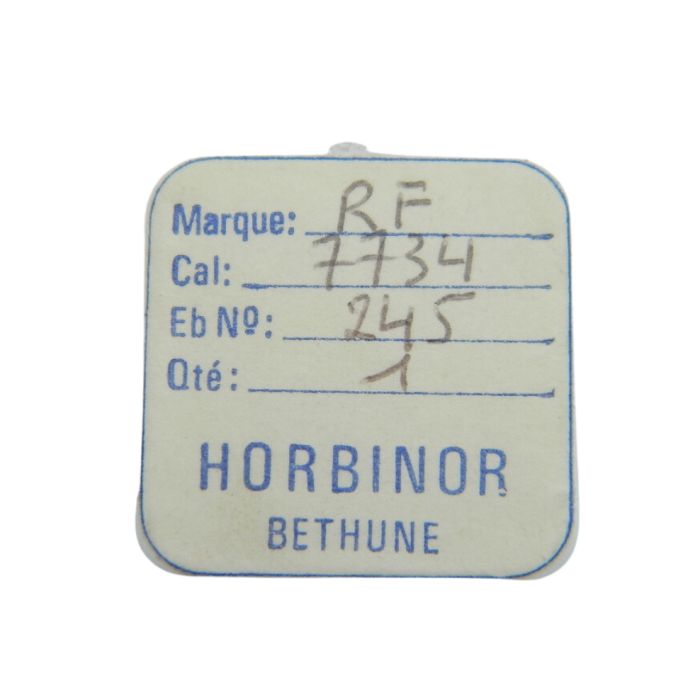 Marque: RF
Cal: 7734
Eb Nº: 245
Qté: 1
HORBINOR
BETHUNE